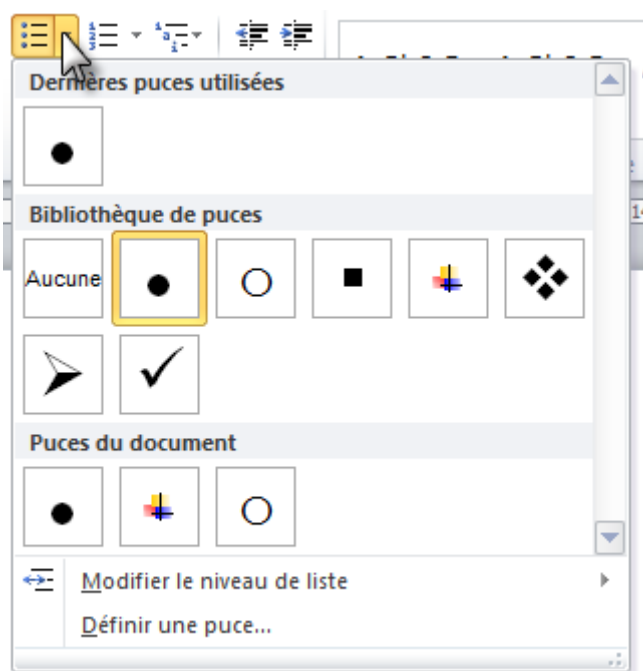 Dernières puces utilisées
Bibliothèque de puces
Aucune
Puces du document
Modifier le niveau de liste
Définir une puce...